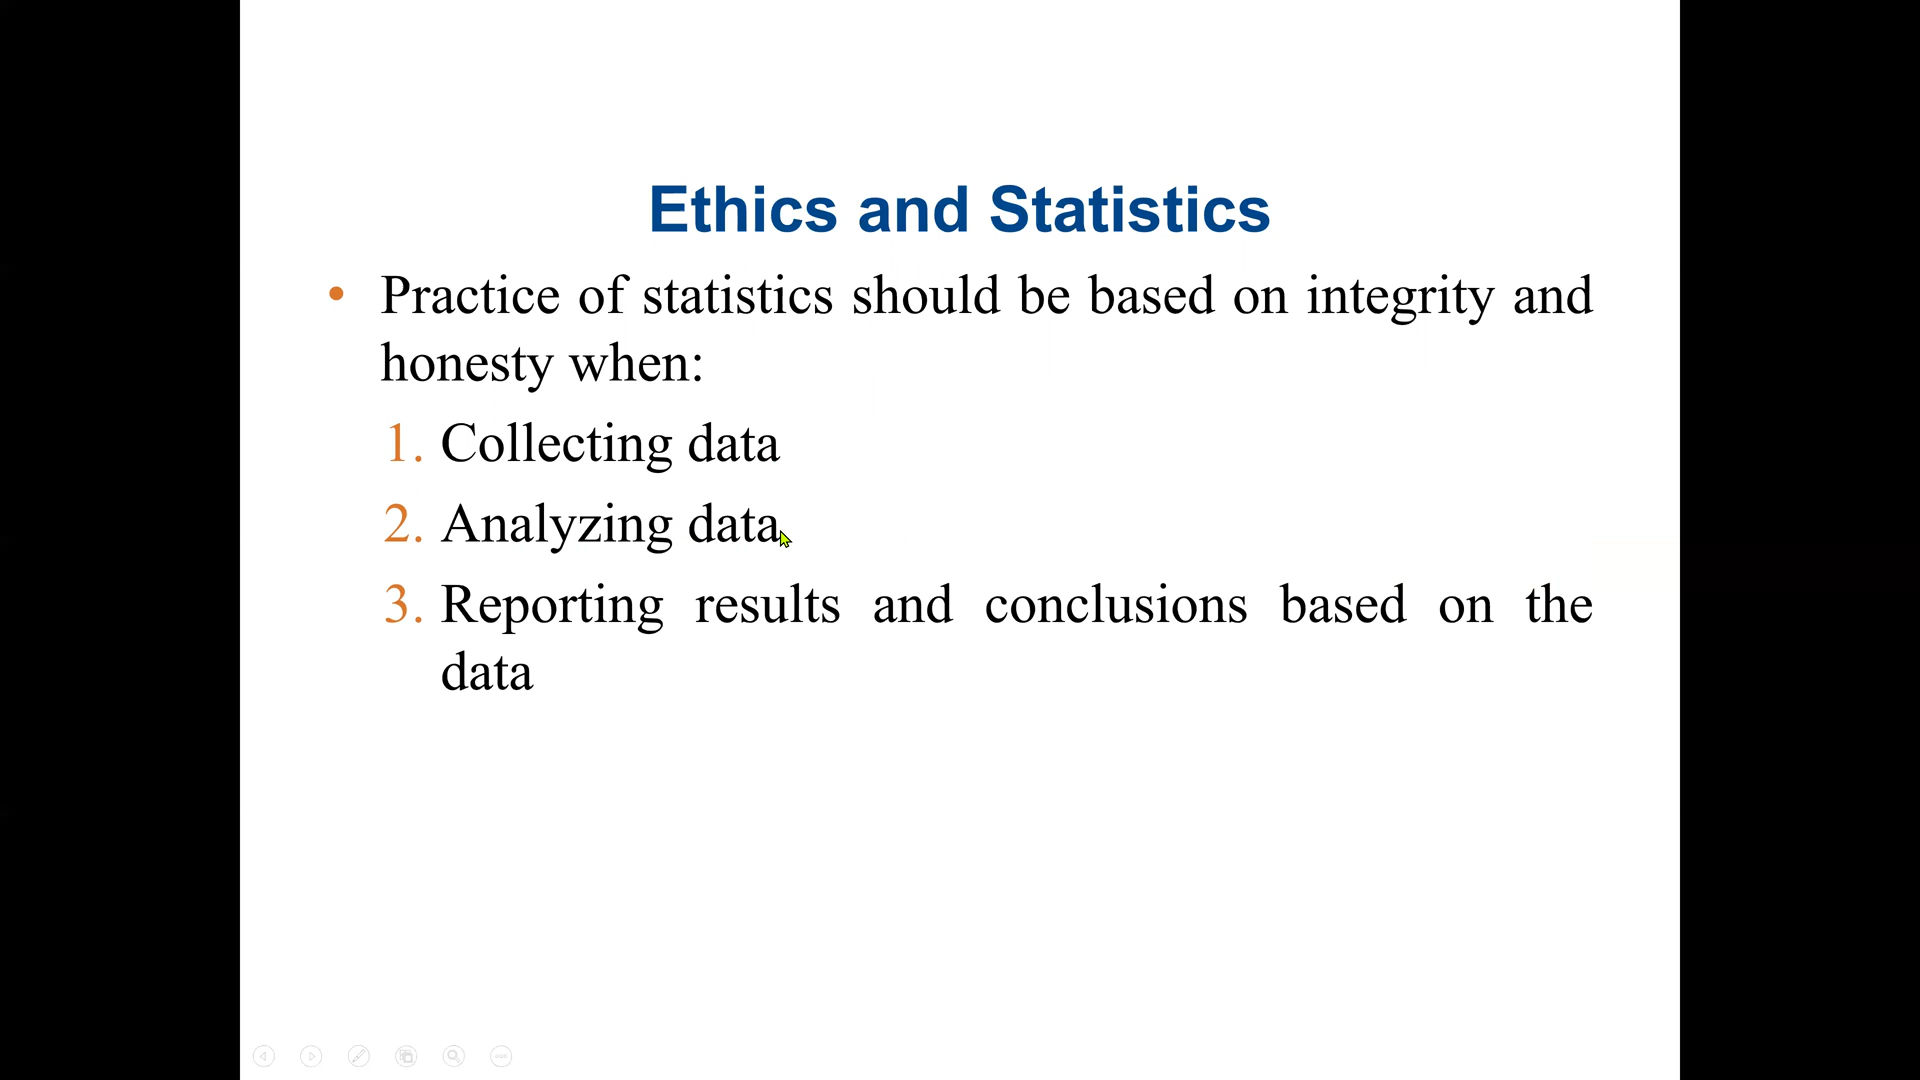 Ethics and Statistics
• Practice of statistics should be based on integrity and
honesty when:
1. Collecting data
2. Analyzing data
3. Reporting results and conclusions based on the
data